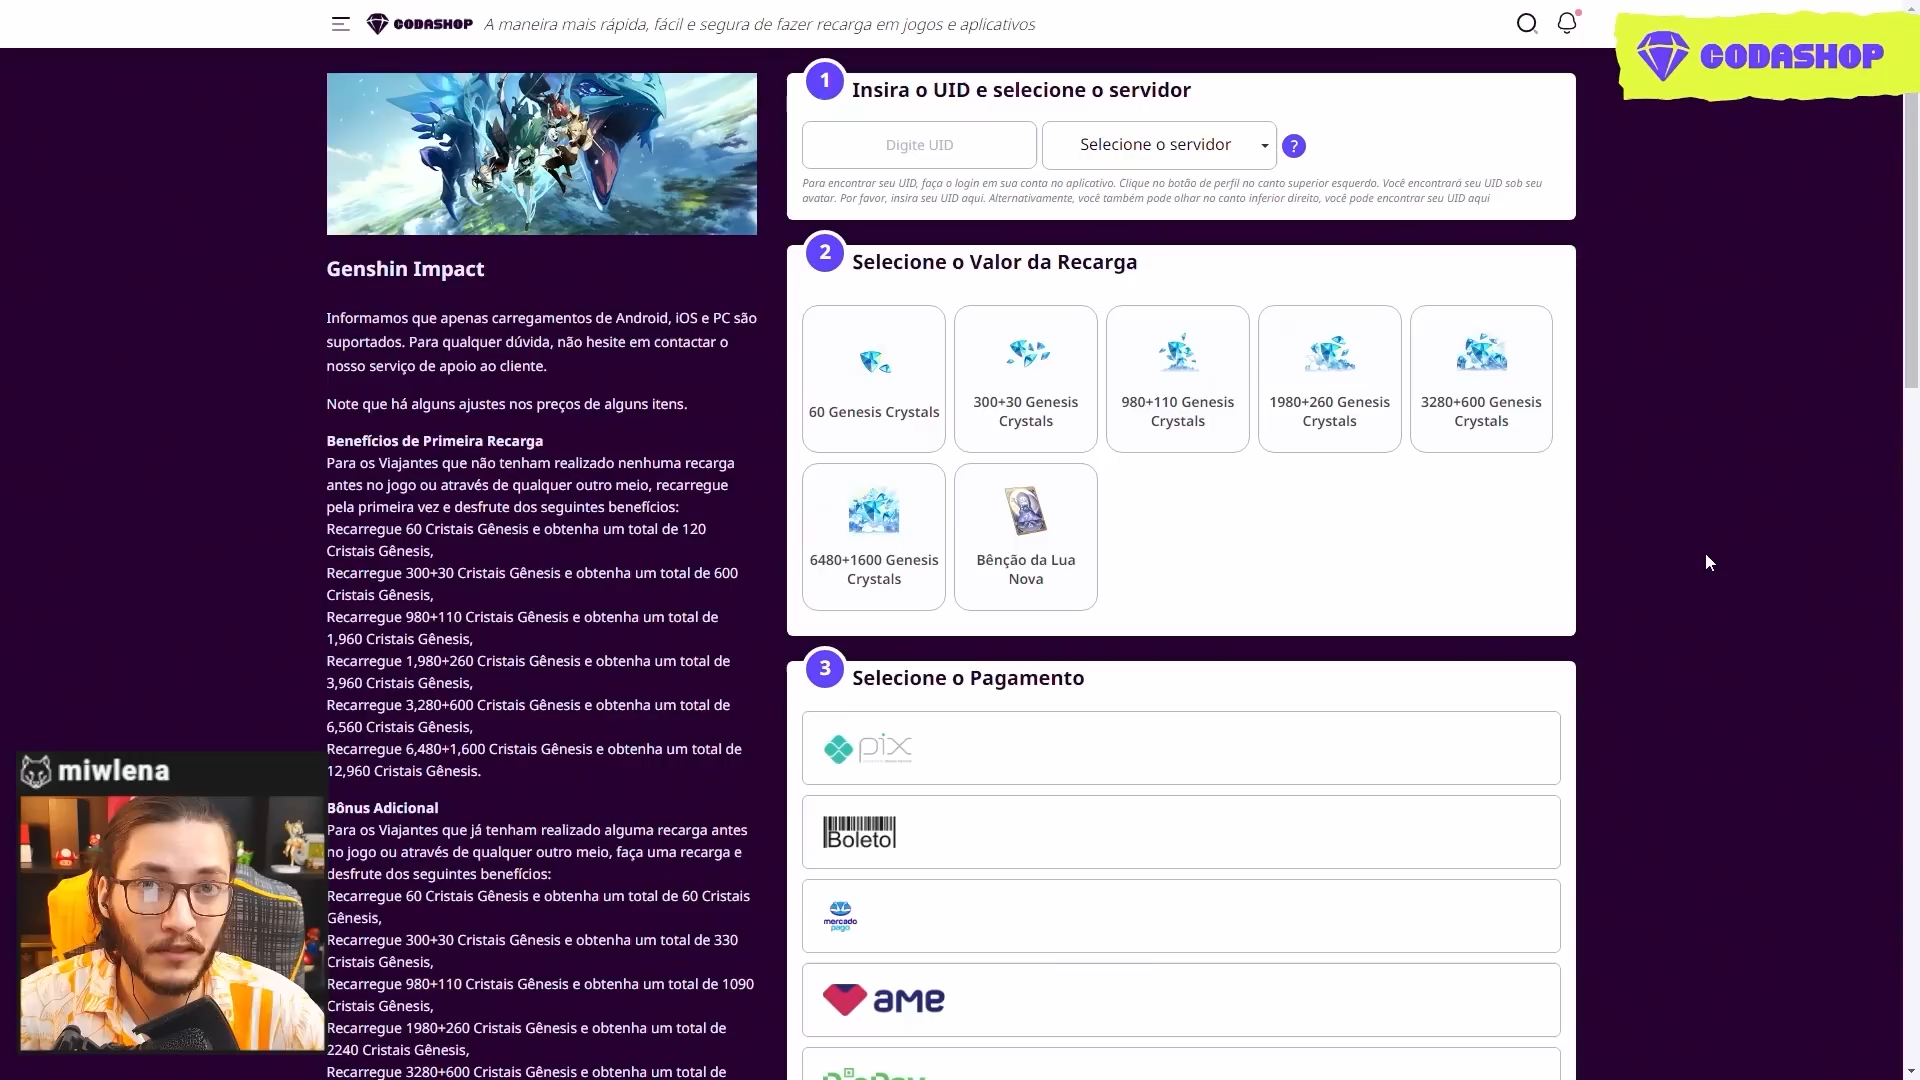 CODASHOP
A maneira mais rápida, fácil e segura de fazer recarga em jogos e aplicativos
CODASHOP
Genshin Impact
Informamos que apenas carregamentos de Android, iOS e PC são
suportados. Para qualquer dúvida, não hesite em contactar o
nosso serviço de apoio ao cliente.
Note que há alguns ajustes nos preços de alguns itens.
Benefícios de Primeira Recarga
Para os Viajantes que não tenham realizado nenhuma recarga
antes no jogo ou através de qualquer outro meio, recarregue
pela primeira vez e desfrute dos seguintes benefícios:
Recarregue 60 Cristais Gênesis e obtenha um total de 120
Cristais Gênesis,
Recarregue 300+30 Cristais Gênesis e obtenha um total de 600
Cristais Gênesis,
Recarregue 980+110 Cristais Gênesis e obtenha um total de
1,960 Cristais Gênesis,
Recarregue 1,980+260 Cristais Gênesis e obtenha um total de
3,960 Cristais Gênesis,
Recarregue 3,280+600 Cristais Gênesis e obtenha um total de
6,560 Cristais Gênesis,
Recarregue 6,480+1,600 Cristais Gênesis e obtenha um total de
12,960 Cristais Gênesis.
Bônus Adicional
Para os Viajantes que já tenham realizado alguma recarga antes
no jogo ou através de qualquer outro meio, faça uma recarga e
desfrute dos seguintes benefícios:
Recarregue 60 Cristais Gênesis e obtenha um total de 60 Cristais
Gênesis,
Recarregue 300+30 Cristais Gênesis e obtenha um total de 330
Cristais Gênesis,
Recarregue 980+110 Cristais Gênesis e obtenha um total de 1090
Cristais Gênesis,
Recarregue 1980+260 Cristais Gênesis e obtenha um total de
2240 Cristais Gênesis,
Recarregue 3280+600 Cristais Gênesis e obtenha um total de
miwlena
1 Insira o UID e selecione o servidor
Digite UID
Selecione o servidor
?
Para encontrar seu UID, faça o login em sua conta no aplicativo. Clique no botão de perfil no canto superior esquerdo. Você encontrará seu UID sob seu
avatar. Por favor, insira seu UID aqui. Alternativamente, você também pode olhar no canto inferior direito, você pode encontrar seu UID aqui
2 Selecione o Valor da Recarga
60 Genesis Crystals
300+30 Genesis
Crystals
980+110 Genesis
Crystals
1980+260 Genesis
Crystals
3280+600 Genesis
Crystals
6480+1600 Genesis
Crystals
Bênção da Lua
Nova
3 Selecione o Pagamento
pix
Boleto
mercado
pago
ame